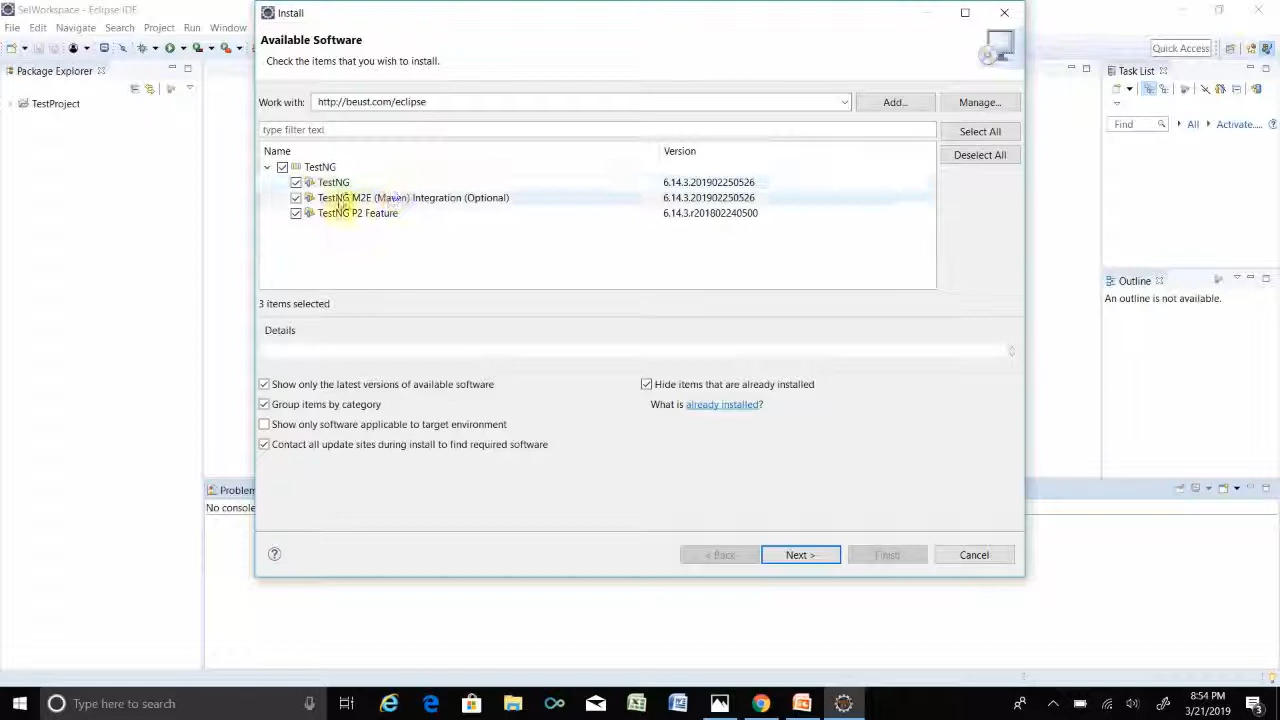 SelWorkspace - Eclipse IDE
Install
File Edit Navigate Search Project Run Window
Available Software
Check the items that you wish to install.
Quick Access
Package Explorer
Task List
Work with: http://beust.com/eclipse
Add...
Manage...
TestProject
type filter text
Select All
Find
All
Activate...
Name
Version
Deselect All
TestNG
TestNG 6.14.3.201902250526
TestNG M2E (Maven) Integration (Optional) 6.14.3.201902250526
TestNG P2 Feature 6.14.3.r201802240500
Outline
An outline is not available.
3 items selected
Details
Show only the latest versions of available software
Hide items that are already installed
Group items by category
What is already installed?
Show only software applicable to target environment
Contact all update sites during install to find required software
Problem
No console
< Back
Next >
Finish
Cancel
Type here to search
8:54 PM
3/21/2019